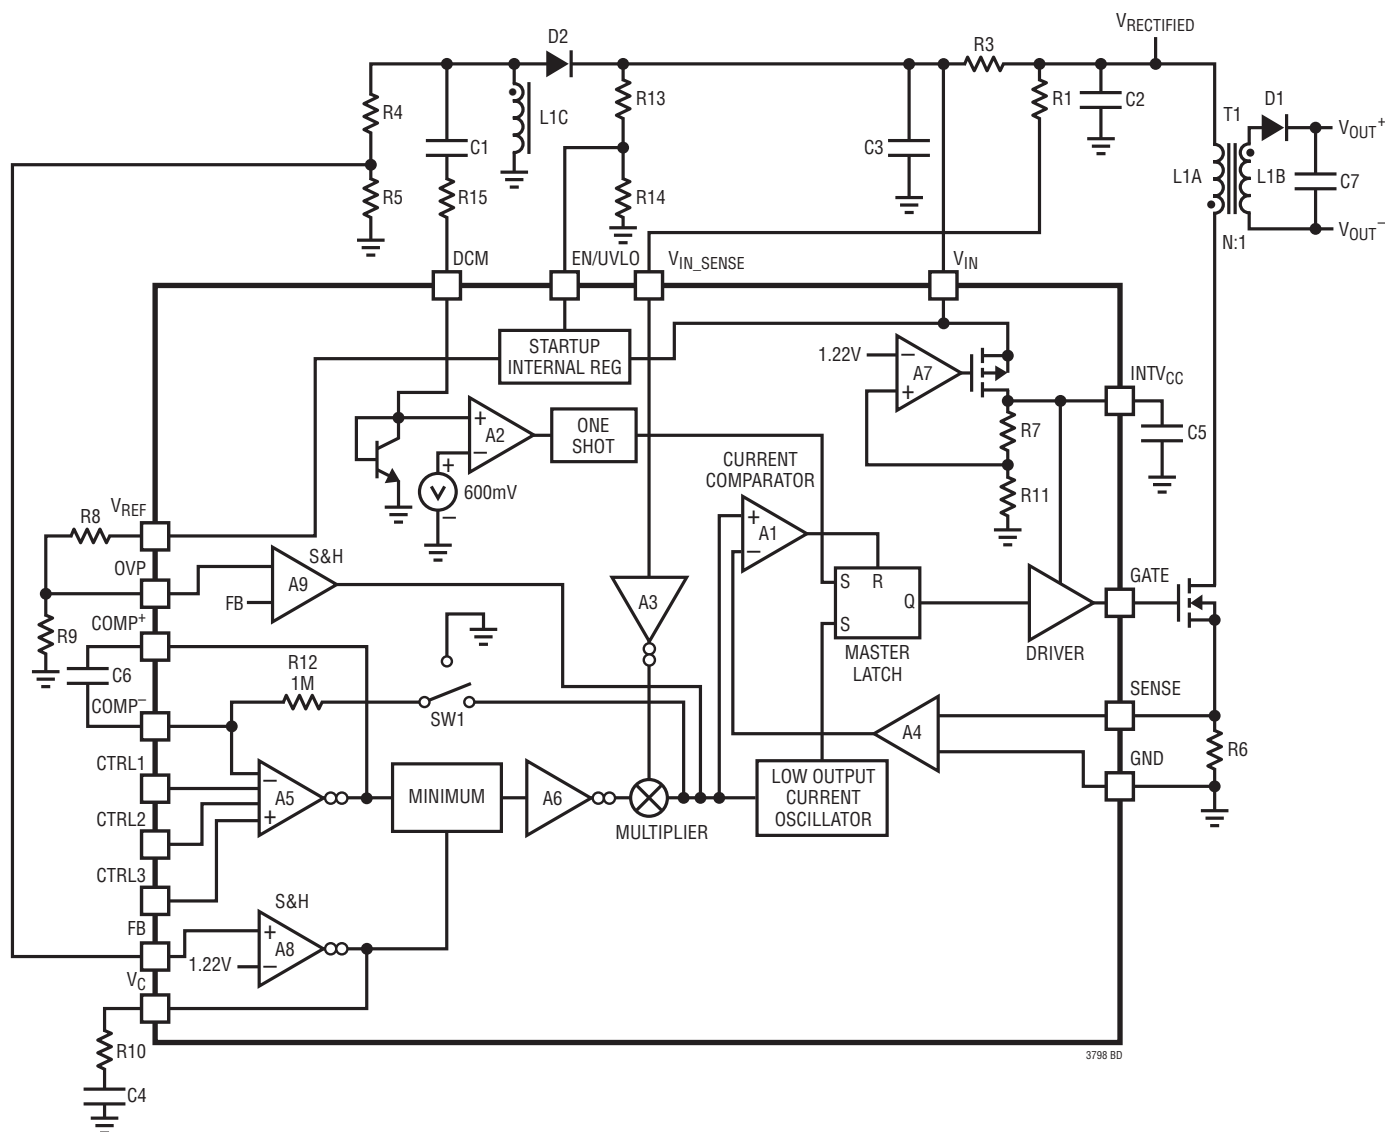 VRECTIFIED
D2
R3
R4
R13
R1
C2
D1
L1C
T1
VOUT+
C1
C3
L1A
L1B
C7
R5
R15
R14
VOUT–
N:1
DCM
EN/UVLO
VIN_SENSE
VIN
STARTUP
INTERNAL REG
1.22V
–
A7
+
INTVCC
R7
C5
R11
+
A2
–
ONE
SHOT
+
V
600mV
–
CURRENT
COMPARATOR
+
A1
–
VREF
R8
OVP
S&H
A9
FB
R9
A3
S
R
Q
S
MASTER
LATCH
DRIVER
GATE
COMP+
C6
COMP–
R12
1M
SW1
SENSE
A4
R6
GND
CTRL1
CTRL2
CTRL3
–
A5
+
MINIMUM
A6
MULTIPLIER
LOW OUTPUT
CURRENT
OSCILLATOR
FB
S&H
+
A8
1.22V
–
VC
R10
C4
3798 BD